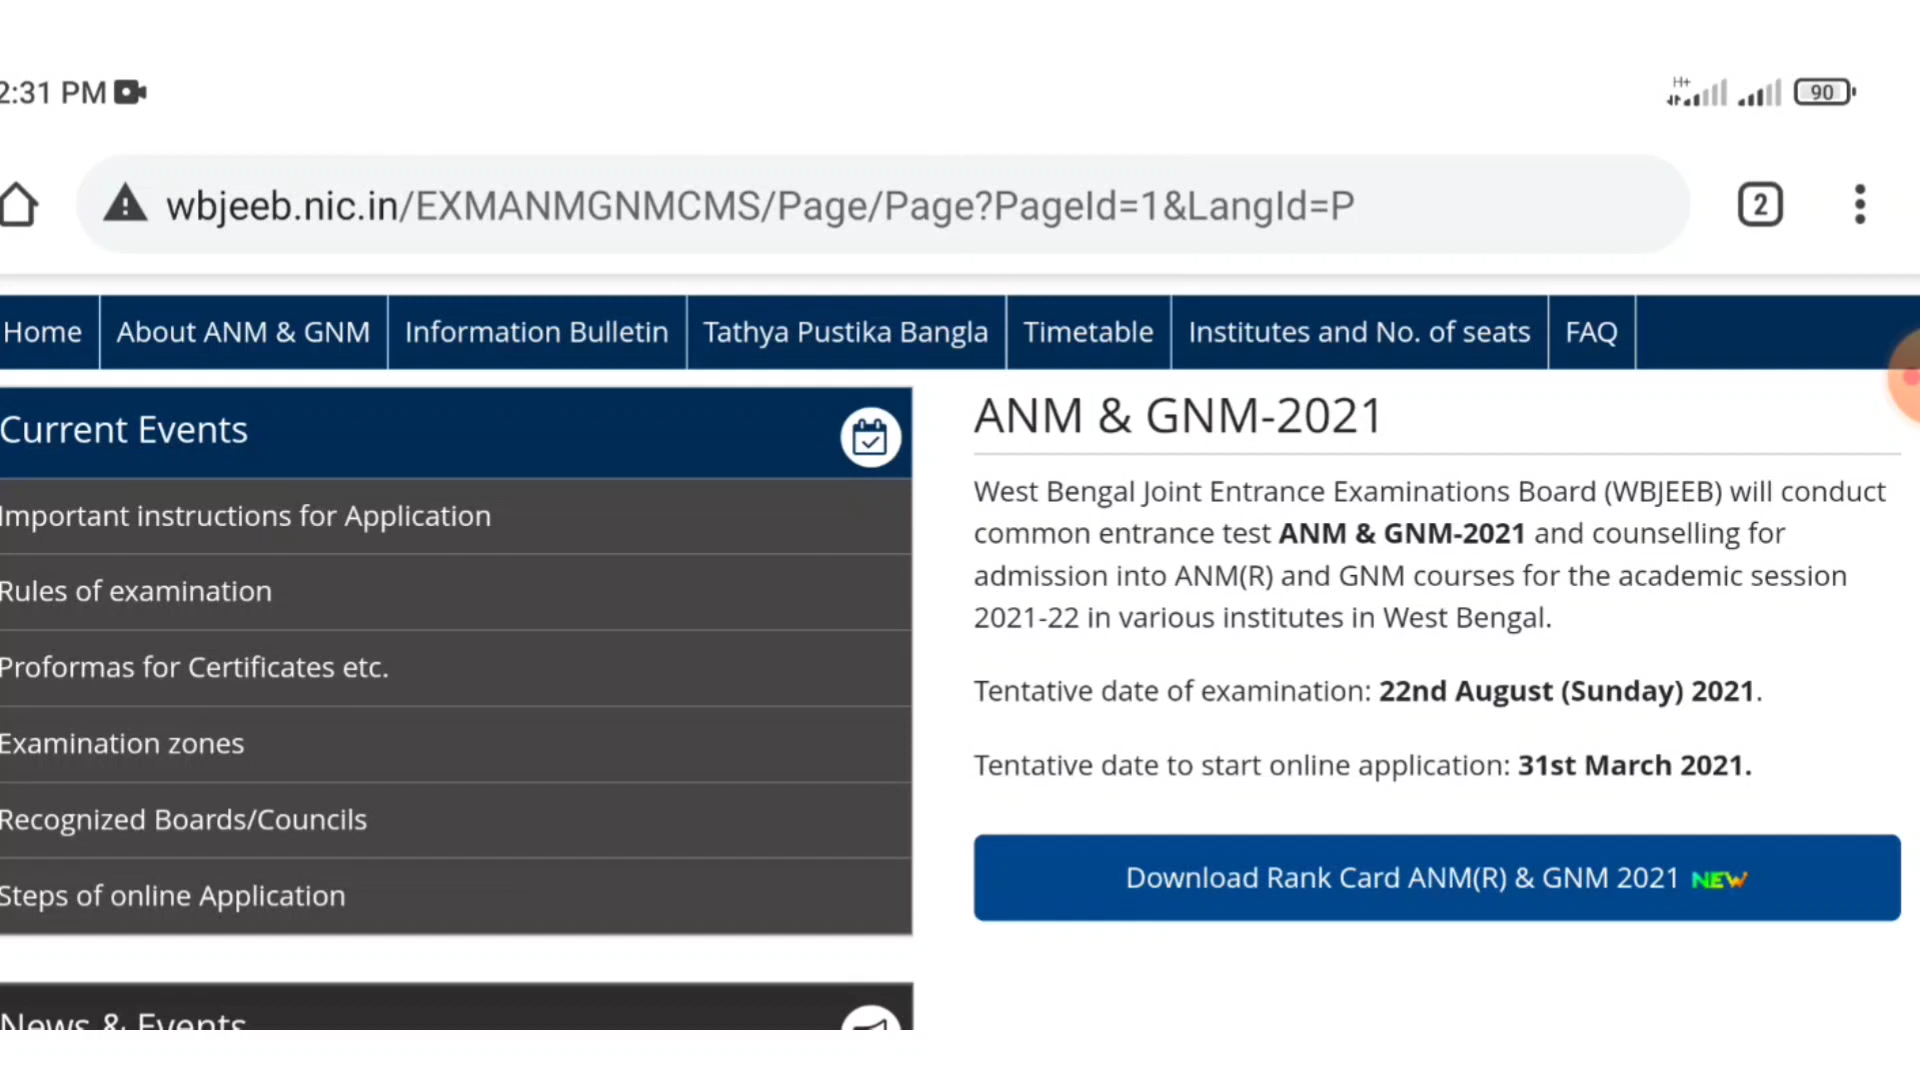 2:31 PM
H+
90
wbjeeb.nic.in/EXMANMGNMCMS/Page/Page?PageId=1&LangId=P
2
Home
About ANM & GNM
Information Bulletin
Tathya Pustika Bangla
Timetable
Institutes and No. of seats
FAQ
Current Events
Important instructions for Application
Rules of examination
Proformas for Certificates etc.
Examination zones
Recognized Boards/Councils
Steps of online Application
News & Events
ANM & GNM-2021
West Bengal Joint Entrance Examinations Board (WBJEEB) will conduct
common entrance test ANM & GNM-2021 and counselling for
admission into ANM(R) and GNM courses for the academic session
2021-22 in various institutes in West Bengal.
Tentative date of examination: 22nd August (Sunday) 2021.
Tentative date to start online application: 31st March 2021.
Download Rank Card ANM(R) & GNM 2021 NEW